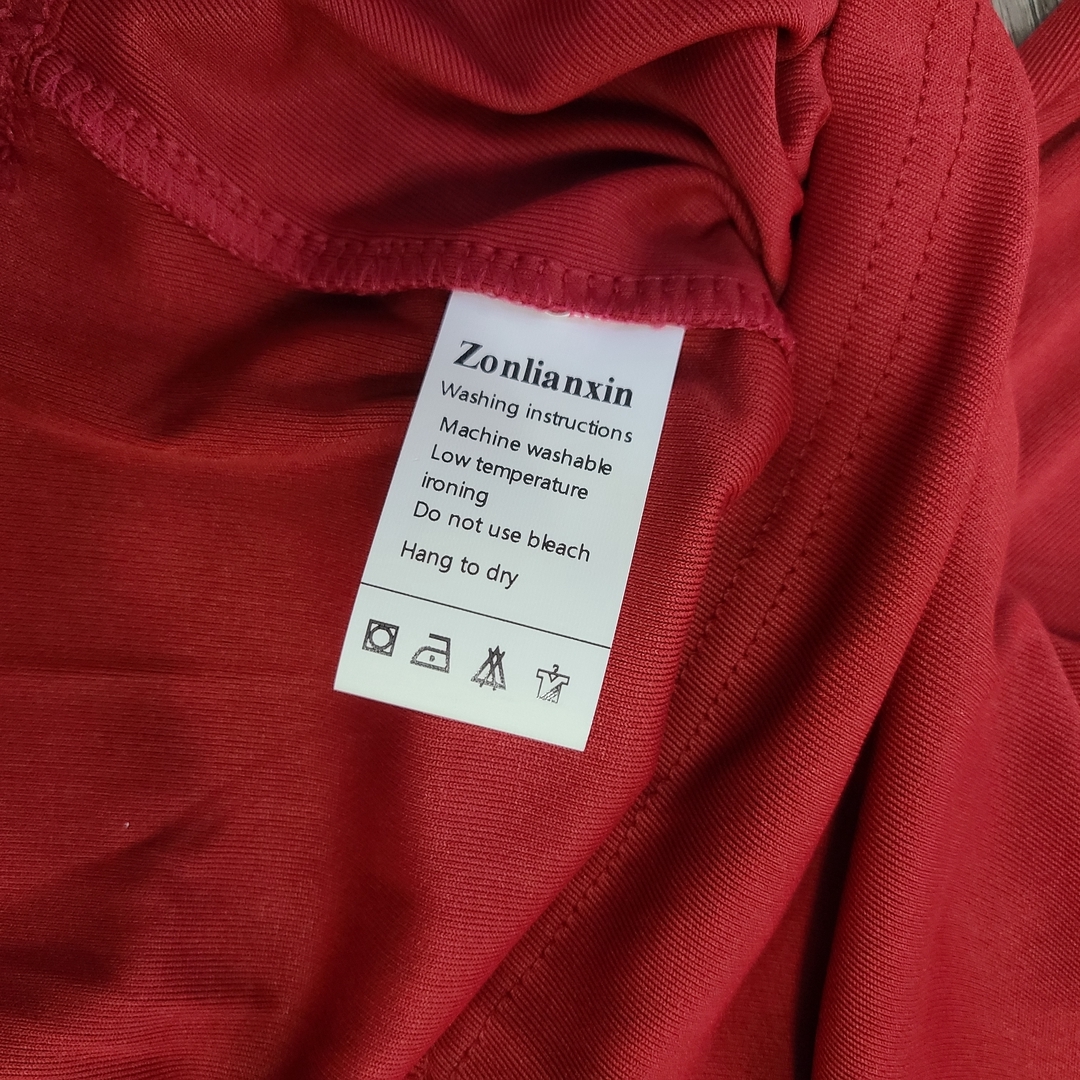 Zonlianxin
Washing instructions
Machine washable
Low temperature
ironing
Do not use bleach
Hang to dry